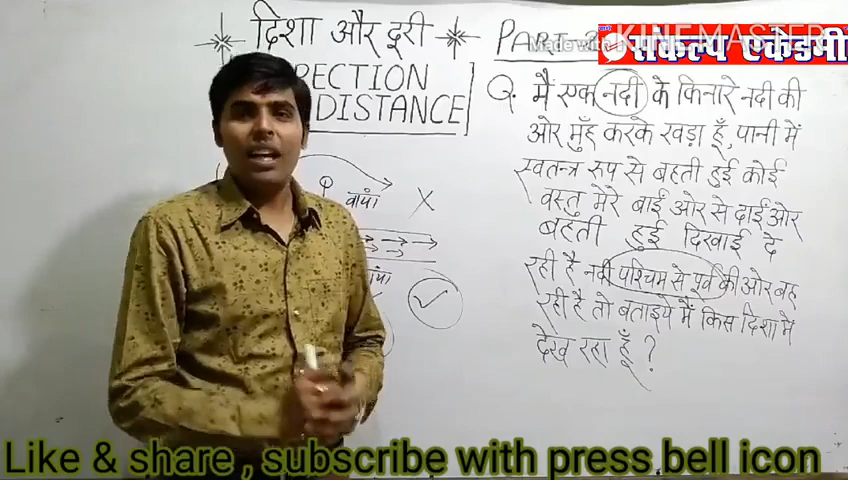 दिशा और दूरी
PART-
KINEMASTER
Made with
संकल्प एकेडमी
RECTION
DISTANCE
Q. मैं एक नदी के किनारे नदी की
ओर मुँह करके खड़ा हूँ, पानी में
स्वतन्त्र रूप से बहती हुई कोई
वस्तु मेरे बाईं ओर से दाईं ओर
बहती हुई दिखाई दे
रही है नदी पश्चिम से पूर्व की ओर बह
रही है तो बताइये मैं किस दिशा में
देख रहा हूँ ?
बायां
Like & share , subscribe with press bell icon